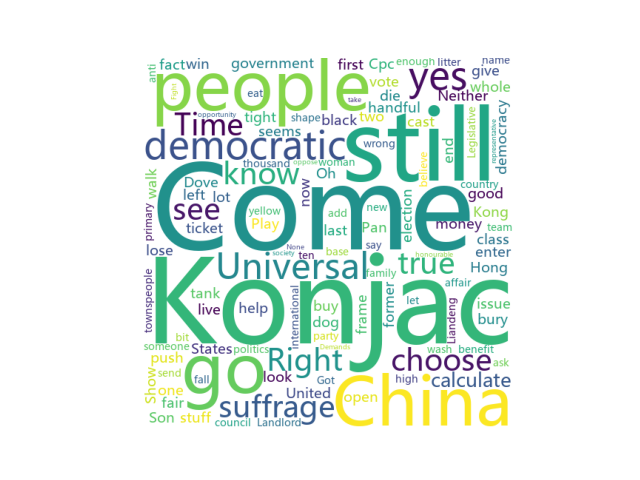 anti fact win government first Cpc enough litter name
Fight people take yes give
vote whole
die Neither
opportunity handful
Time tight shape black two cast Legislative
democratic seems still end representative democracy
thousand oppose woman wrong
walk Dove know Oh believe country
left lot now Come good
primary see yellow add new election Kong
ticket Play last Pan money team
lose None say class
society ten base enter
Universal family true honourable Hong
townspeople Konjac affair
tank international former let Liandeng issue
live help buy frame bury
dog
bit party
someone States politics Demands wash benefit
push go Right choose ask
Show send look Got high calculate
one fall United open
fair suffrage China
Son stuff
council Landlord